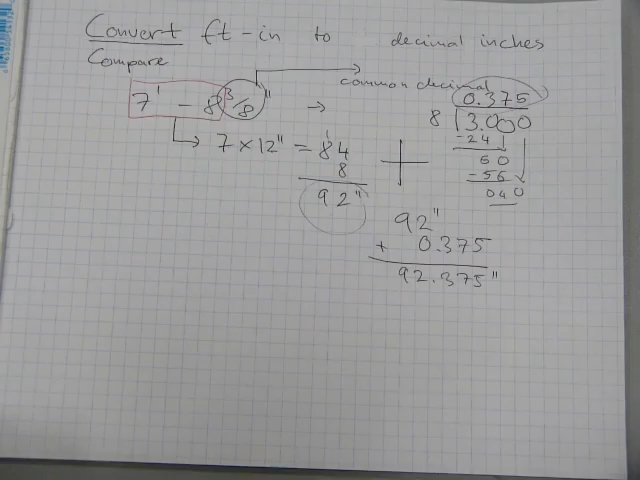 Convert ft-in to decimal inches
Compare
common decimal
7' - 8 3/8" → 0.375
8 3.000
7 × 12" = 84 -24
8 60
92" -56
040
92"
+ 0.375
92.375"